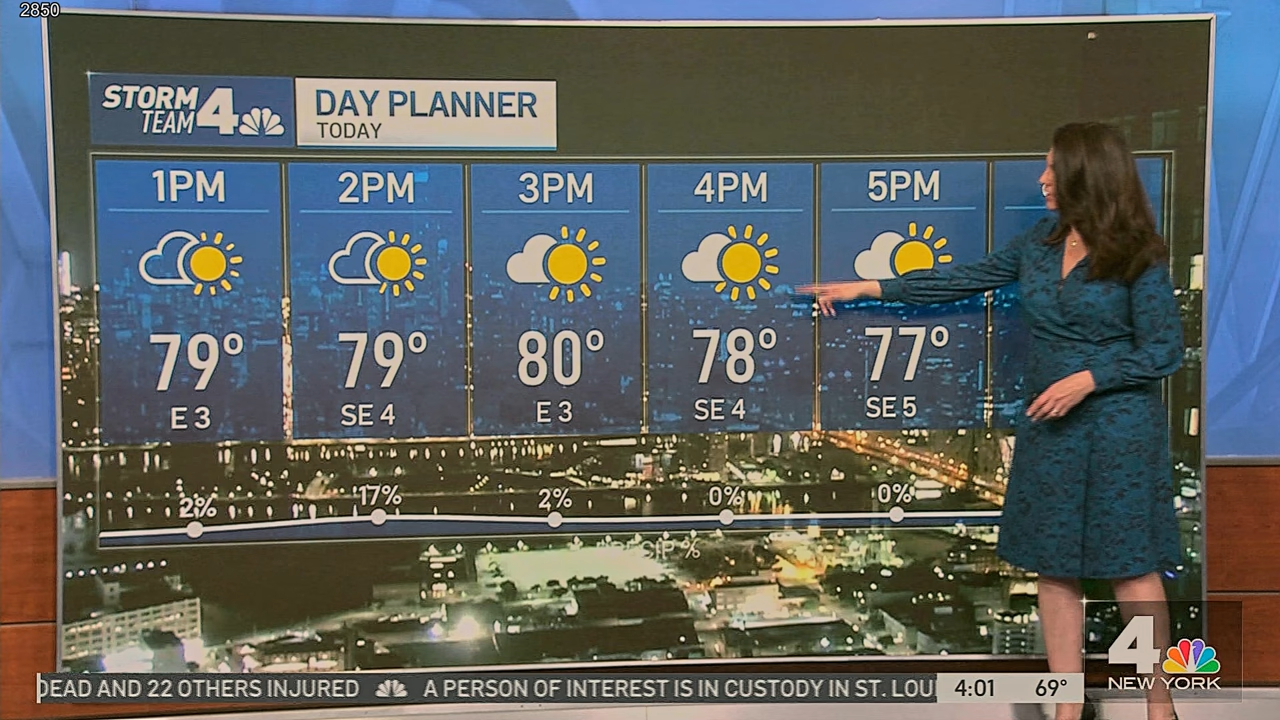 2850
STORM
TEAM 4
DAY PLANNER
TODAY
1PM 2PM 3PM 4PM 5PM
79° 79° 80° 78° 77°
E 3 SE 4 E 3 SE 4 SE 5
2% 17% 2% 0% 0%
PRECIP %
4
NEW YORK
DEAD AND 22 OTHERS INJURED A PERSON OF INTEREST IS IN CUSTODY IN ST. LOUI 4:01 69°